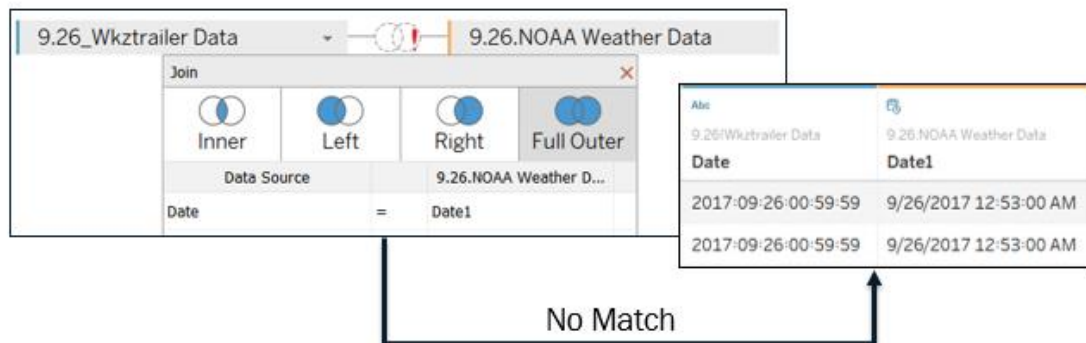 9.26_Wkztrailer Data
9.26.NOAA Weather Data
Join
Inner Left Right Full Outer
Data Source 9.26.NOAA Weather D...
Date = Date1
Abc
9.26!Wkztrailer Data 9.26.NOAA Weather Data
Date Date1
2017:09:26:00:59:59 9/26/2017 12:53:00 AM
2017:09:26:00:59:59 9/26/2017 12:53:00 AM
No Match